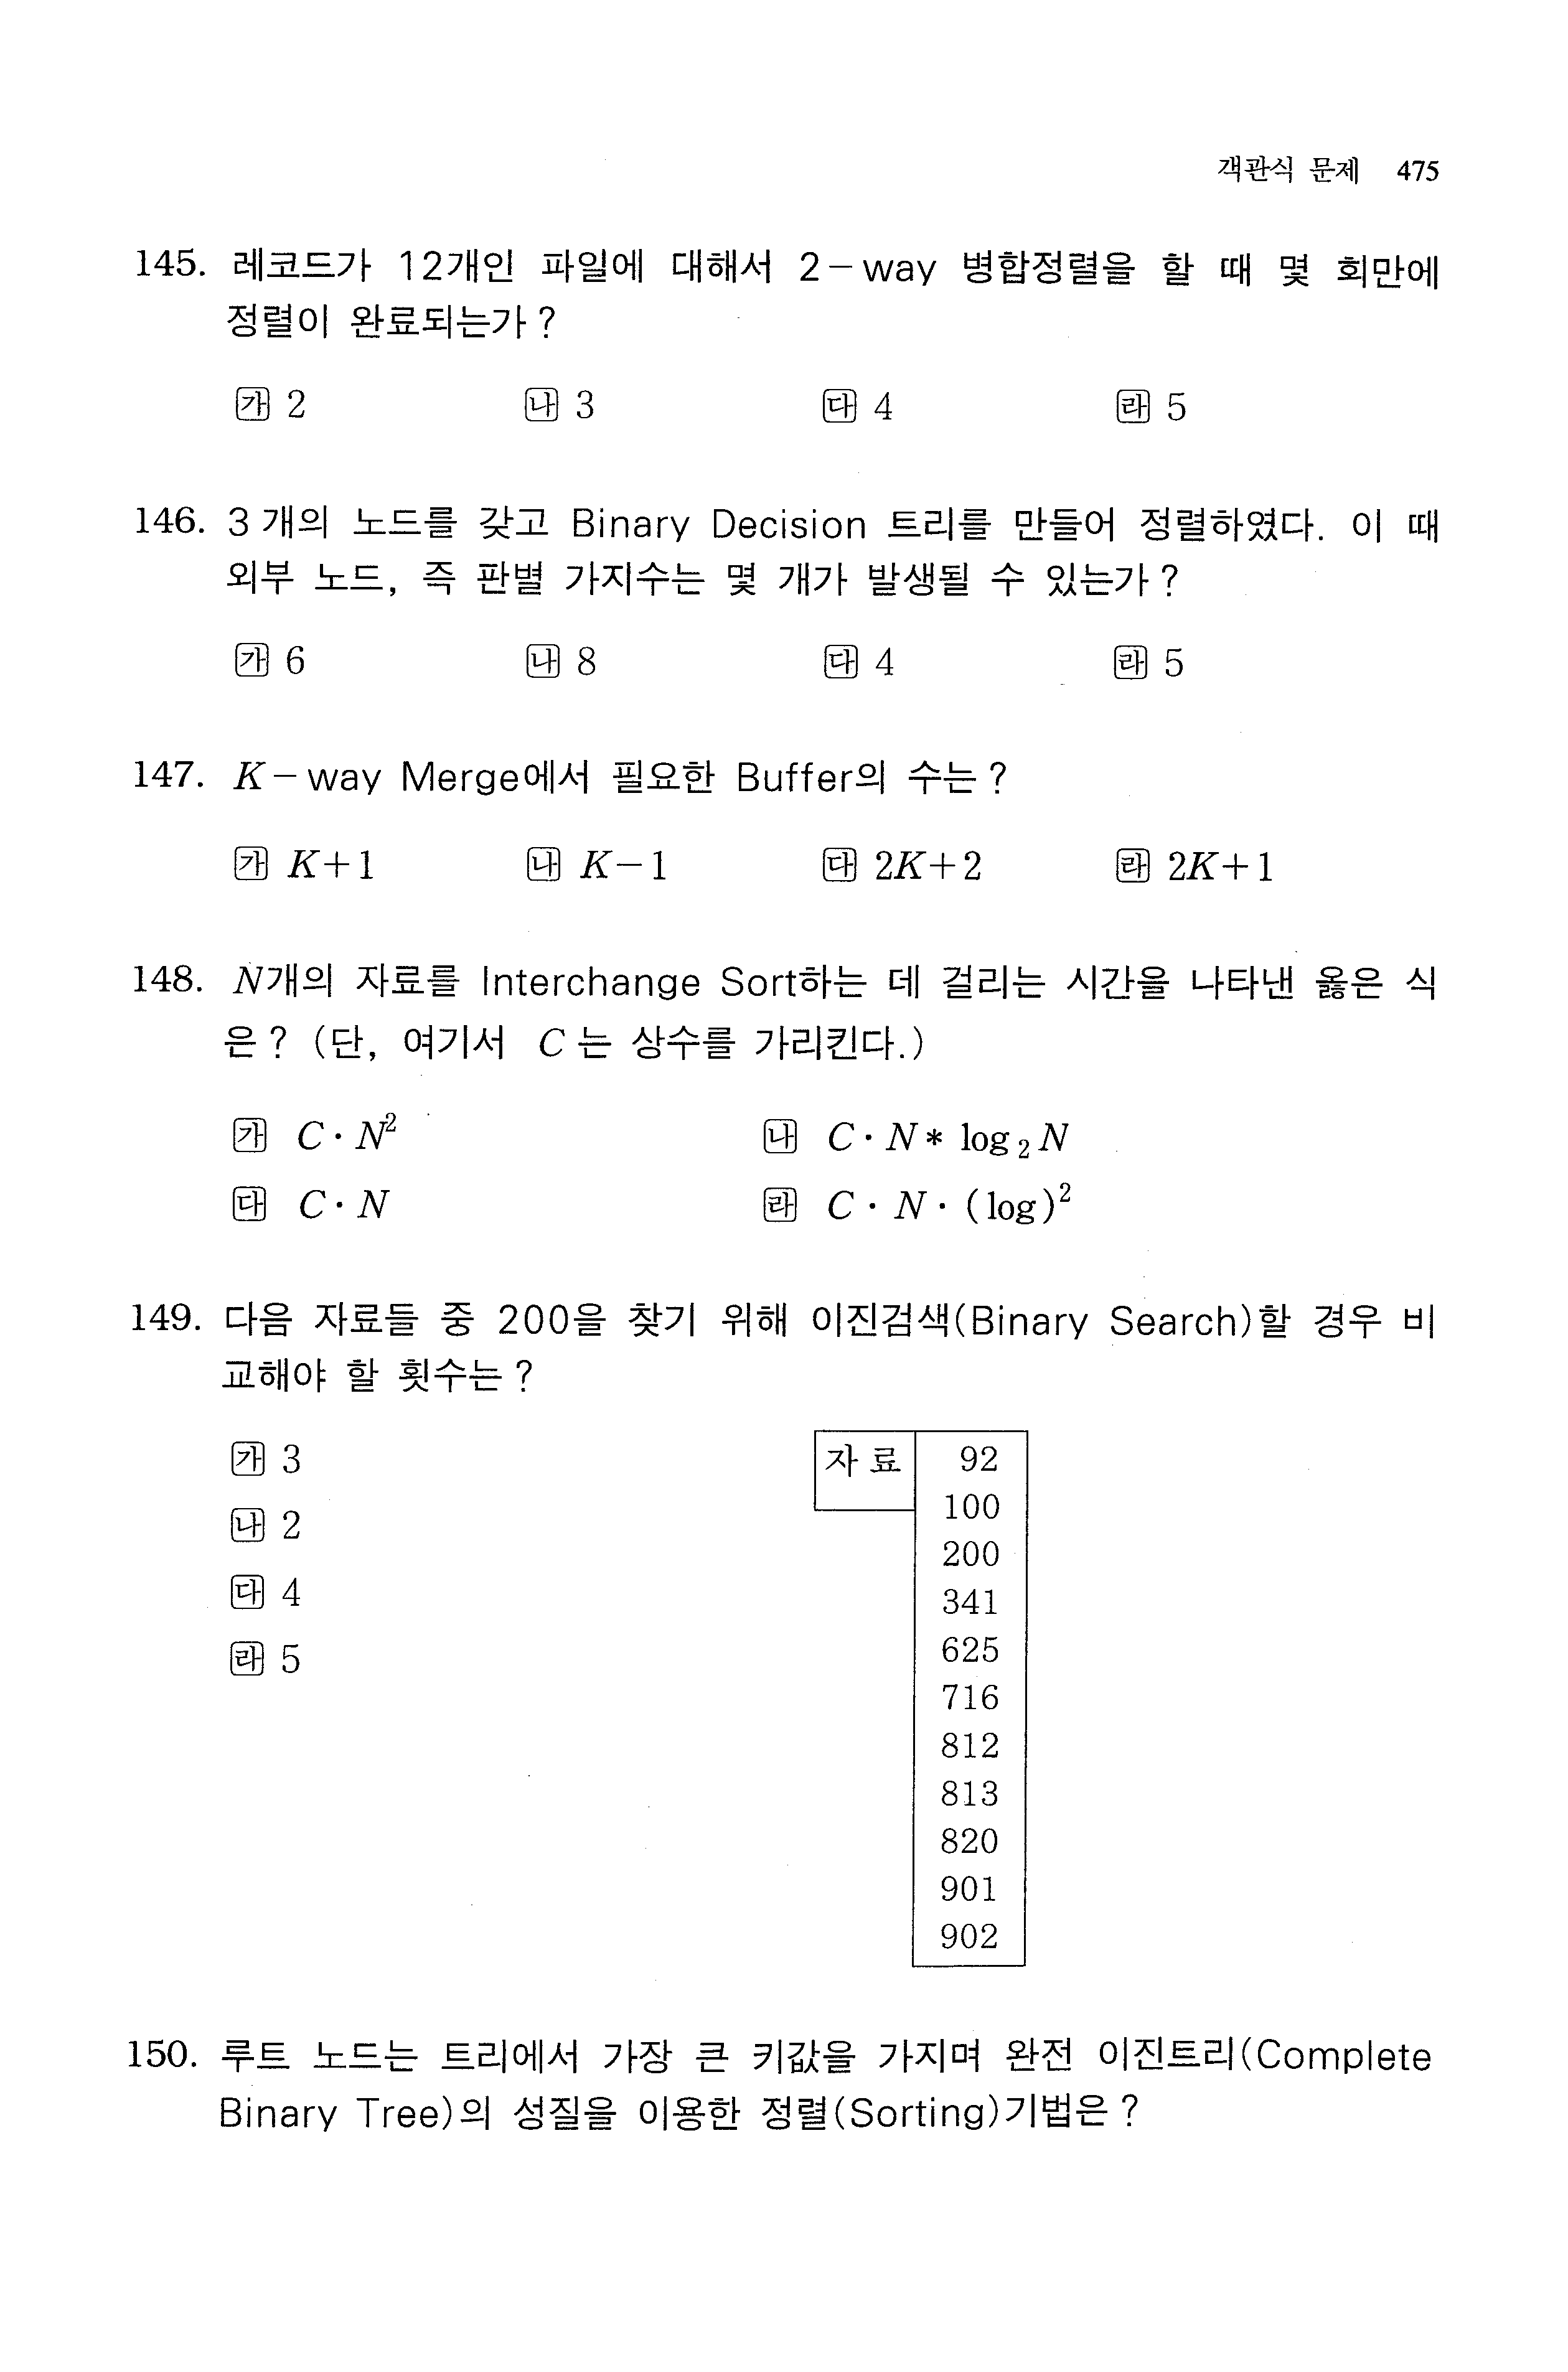 객관식 문제 475
145. 레코드가 12개인 파일에 대해서 2-way 병합정렬을 할 때 몇 회만에
정렬이 완료되는가?
㉮ 2 ㉯ 3 ㉰ 4 ㉱ 5
146. 3개의 노드를 갖고 Binary Decision 트리를 만들어 정렬하였다. 이 때
외부 노드, 즉 판별 가지수는 몇 개가 발생될 수 있는가?
㉮ 6 ㉯ 8 ㉰ 4 ㉱ 5
147. K-way Merge에서 필요한 Buffer의 수는?
㉮ K+1 ㉯ K-1 ㉰ 2K+2 ㉱ 2K+1
148. N개의 자료를 Interchange Sort하는 데 걸리는 시간을 나타낸 옳은 식
은? (단, 여기서 C는 상수를 가리킨다.)
㉮ C·N² ㉯ C·N* log₂N
㉰ C·N ㉱ C·N·(log)²
149. 다음 자료들 중 200을 찾기 위해 이진검색(Binary Search)할 경우 비
교해야 할 횟수는?
㉮ 3
㉯ 2
㉰ 4
㉱ 5
자료 92
100
200
341
625
716
812
813
820
901
902
150. 루트 노드는 트리에서 가장 큰 키값을 가지며 완전 이진트리(Complete
Binary Tree)의 성질을 이용한 정렬(Sorting)기법은?